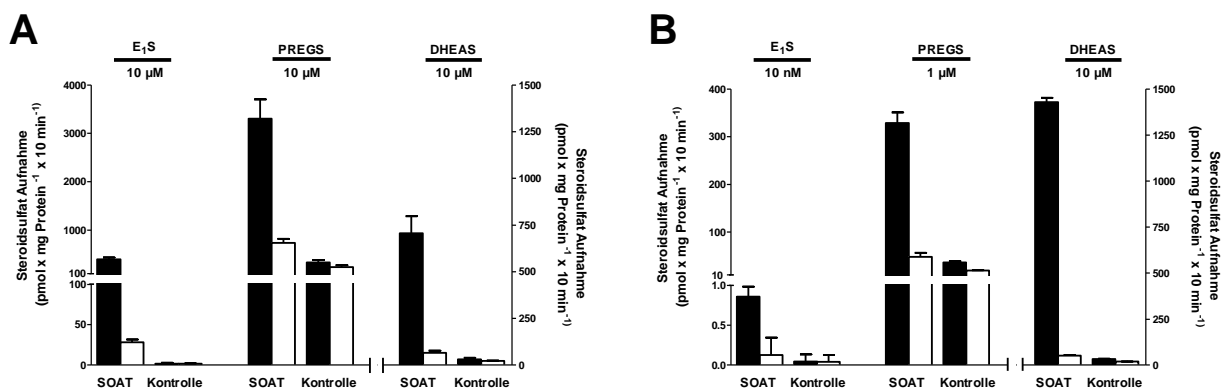 A
E₁S
10 µM
PREGS
10 µM
DHEAS
10 µM
Steroidsulfat Aufnahme
(pmol x mg Protein⁻¹ x 10 min⁻¹)
4000
3000
2000
1000
100
100
50
0
1500
1250
1000
750
500
250
0
Steroidsulfat Aufnahme
(pmol x mg Protein⁻¹ x 10 min⁻¹)
SOAT Kontrolle
SOAT Kontrolle
SOAT Kontrolle
B
E₁S
10 nM
PREGS
1 µM
DHEAS
10 µM
Steroidsulfat Aufnahme
(pmol x mg Protein⁻¹ x 10 min⁻¹)
400
300
200
100
10
1.0
0.5
0.0
1500
1250
1000
750
500
250
0
Steroidsulfat Aufnahme
(pmol x mg Protein⁻¹ x 10 min⁻¹)
SOAT Kontrolle
SOAT Kontrolle
SOAT Kontrolle